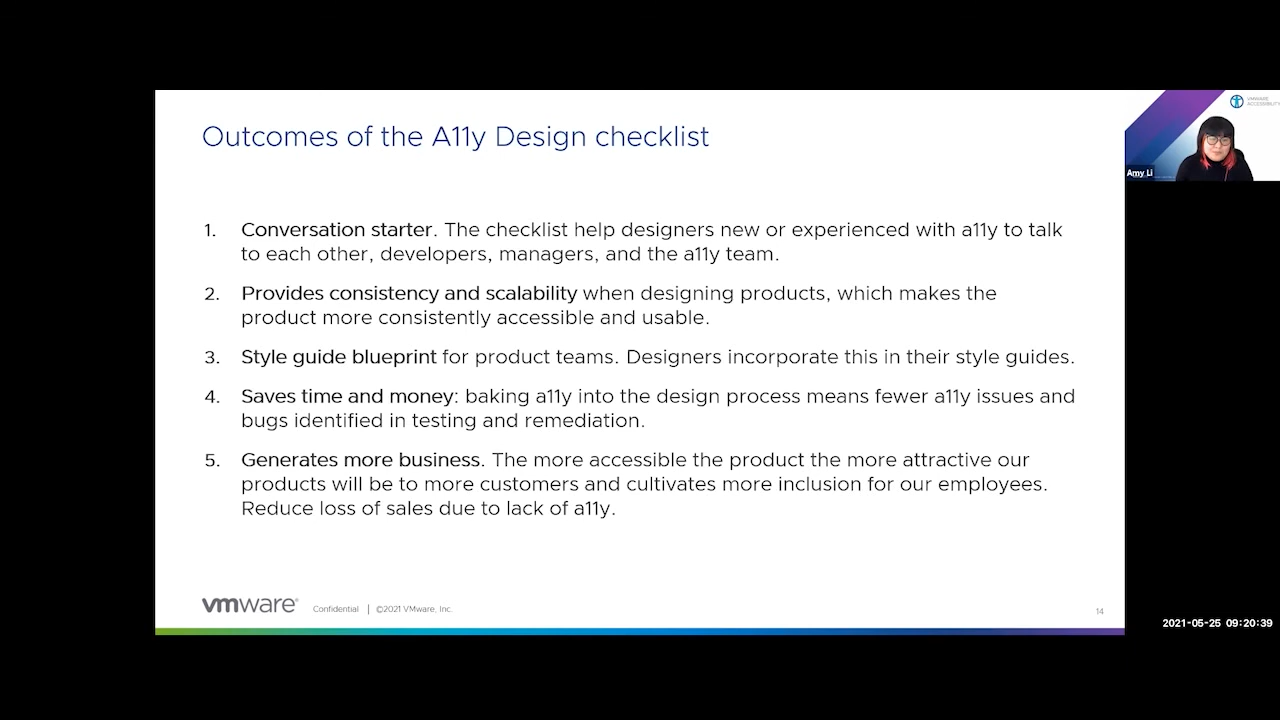 Outcomes of the A11y Design checklist
VMWARE
ACCESSIBILITY
Amy Li
1. Conversation starter. The checklist help designers new or experienced with a11y to talk
to each other, developers, managers, and the a11y team.
2. Provides consistency and scalability when designing products, which makes the
product more consistently accessible and usable.
3. Style guide blueprint for product teams. Designers incorporate this in their style guides.
4. Saves time and money: baking a11y into the design process means fewer a11y issues and
bugs identified in testing and remediation.
5. Generates more business. The more accessible the product the more attractive our
products will be to more customers and cultivates more inclusion for our employees.
Reduce loss of sales due to lack of a11y.
vmware® Confidential | ©2021 VMware, Inc.
14
2021-05-25 09:20:39